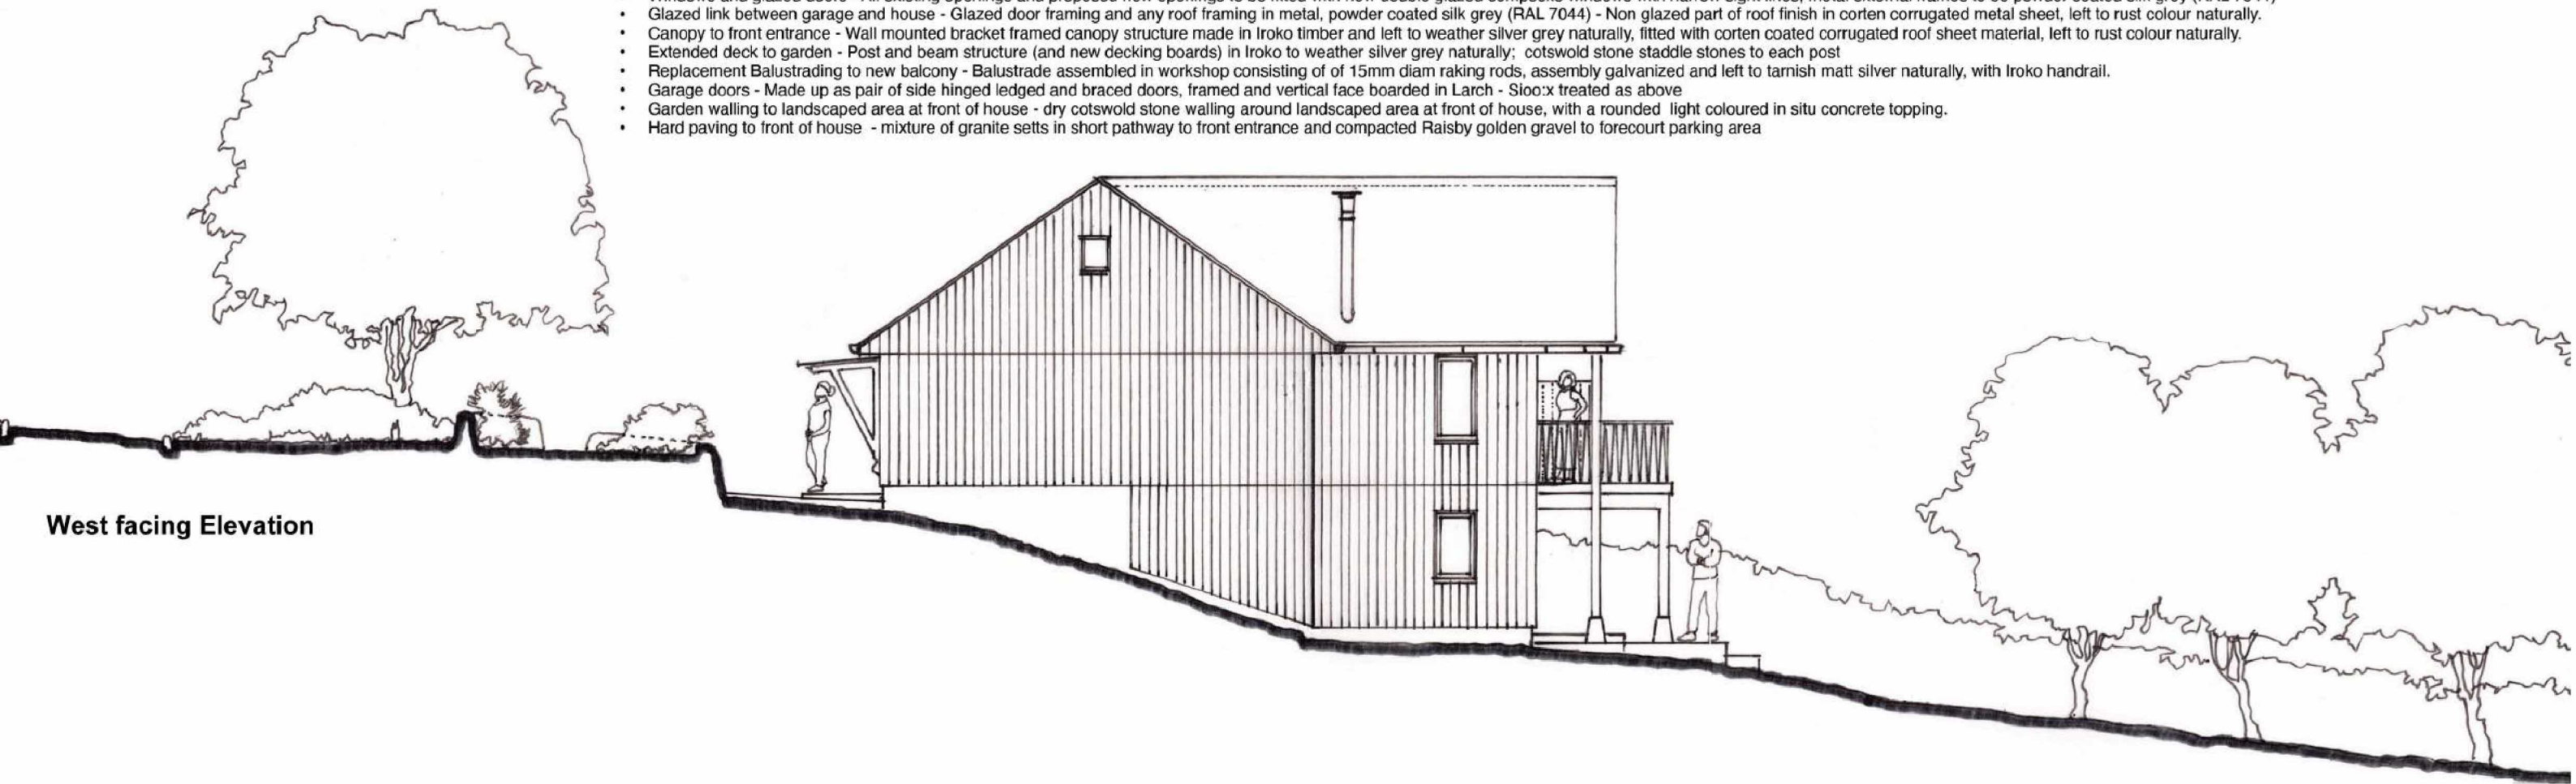 • Glazed link between garage and house - Glazed door framing and any roof framing in metal, powder coated silk grey (RAL 7044) - Non glazed part of roof finish in corten corrugated metal sheet, left to rust colour naturally.
• Canopy to front entrance - Wall mounted bracket framed canopy structure made in Iroko timber and left to weather silver grey naturally, fitted with corten coated corrugated roof sheet material, left to rust colour naturally.
• Extended deck to garden - Post and beam structure (and new decking boards) in Iroko to weather silver grey naturally; cotswold stone staddle stones to each post
• Replacement Balustrading to new balcony - Balustrade assembled in workshop consisting of of 15mm diam raking rods, assembly galvanized and left to tarnish matt silver naturally, with Iroko handrail.
• Garage doors - Made up as pair of side hinged ledged and braced doors, framed and vertical face boarded in Larch - Sioo:x treated as above
• Garden walling to landscaped area at front of house - dry cotswold stone walling around landscaped area at front of house, with a rounded light coloured in situ concrete topping.
• Hard paving to front of house - mixture of granite setts in short pathway to front entrance and compacted Raisby golden gravel to forecourt parking area
West facing Elevation